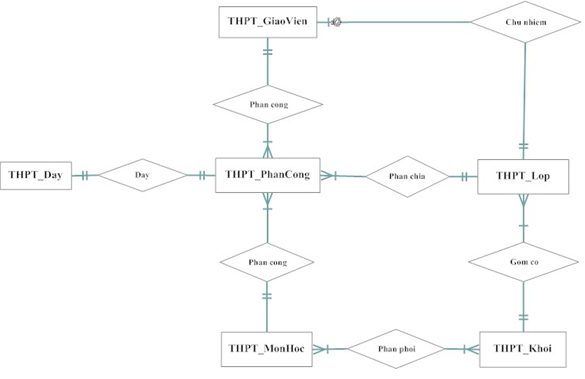 THPT_GiaoVien
Chu nhiem
Phan cong
THPT_Day
Day
THPT_PhanCong
Phan chia
THPT_Lop
Phan cong
Gom co
THPT_MonHoc
Phan phoi
THPT_Khoi